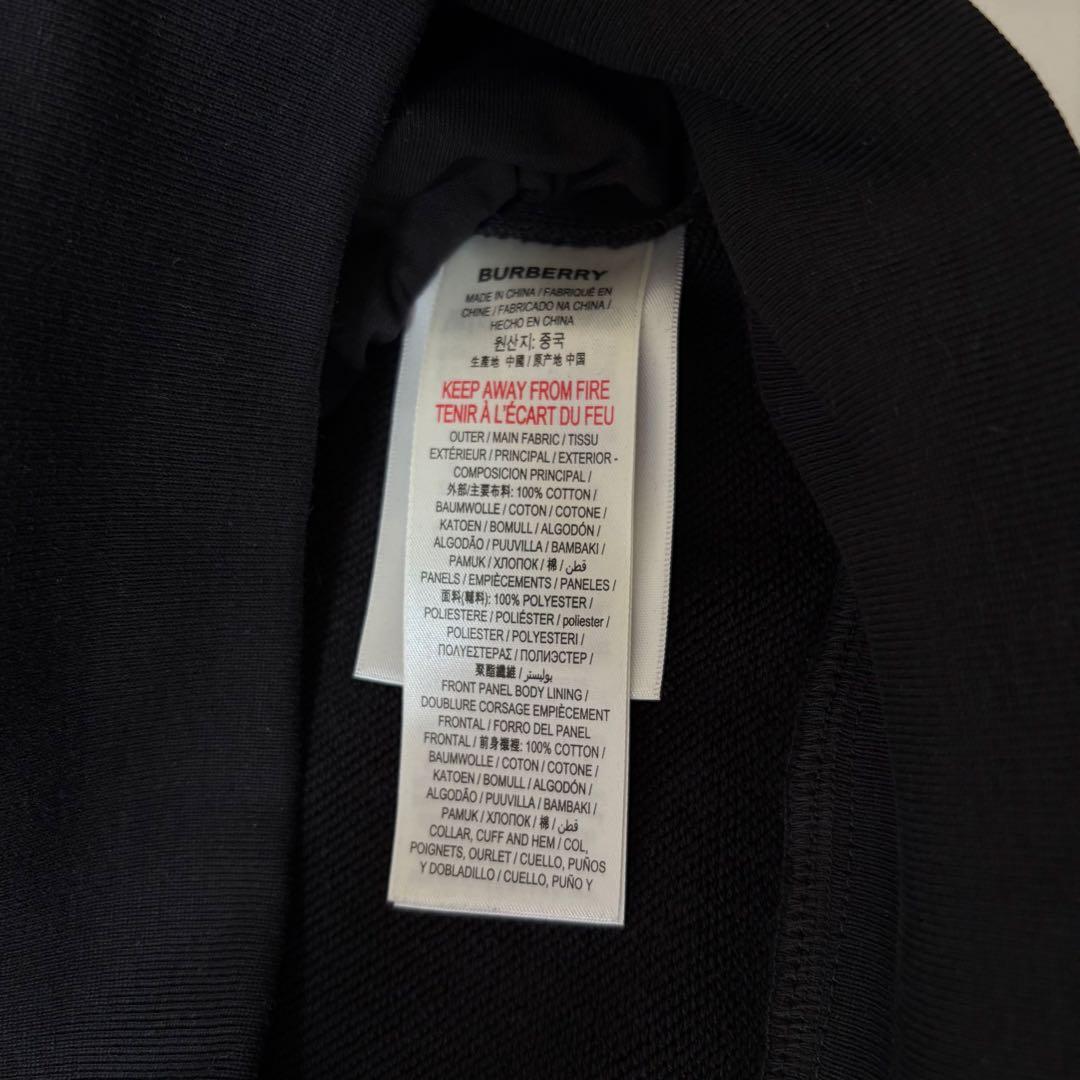 BURBERRY
MADE IN CHINA / FABRIQUÉ EN
CHINE / FABRICADO NA CHINA /
HECHO EN CHINA
원산지: 중국
生產地 中國 / 原产地 中国
KEEP AWAY FROM FIRE
TENIR À L'ÉCART DU FEU
OUTER / MAIN FABRIC / TISSU
EXTÉRIEUR / PRINCIPAL / EXTERIOR -
COMPOSICION PRINCIPAL /
外部/主要布料: 100% COTTON /
BAUMWOLLE / COTON / COTONE /
KATOEN / BOMULL / ALGODÓN /
ALGODÃO / PUUVILLA / BAMBAKI /
PAMUK / ХЛОПОК / 棉 / قطن /
PANELS / EMPIÈCEMENTS / PANELES /
面料(輔料): 100% POLYESTER /
POLIESTERE / POLIÉSTER / poliester /
POLIESTER / POLYESTERI /
ΠΟΛΥΕΣΤΕΡΑΣ / ПОЛИЭСТЕР /
聚酯纖維 / بوليستر
FRONT PANEL BODY LINING /
DOUBLURE CORSAGE EMPIÈCEMENT
FRONTAL / FORRO DEL PANEL
FRONTAL / 前身襯裡: 100% COTTON /
BAUMWOLLE / COTON / COTONE /
KATOEN / BOMULL / ALGODÓN /
ALGODÃO / PUUVILLA / BAMBAKI /
PAMUK / ХЛОПОК / 棉 / قطن
COLLAR, CUFF AND HEM / COL,
POIGNETS, OURLET / CUELLO, PUÑOS
Y DOBLADILLO / CUELLO, PUÑO Y